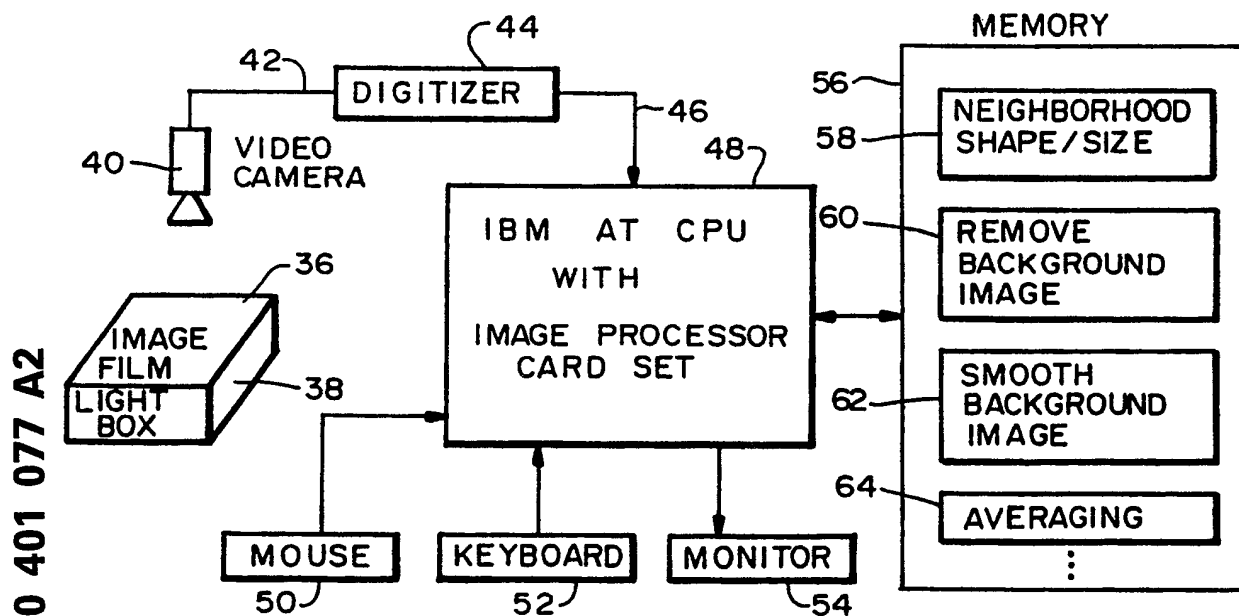 MEMORY
44
42
DIGITIZER
46
40
VIDEO
CAMERA
48
56
58
NEIGHBORHOOD
SHAPE/SIZE
IBM AT CPU
WITH
IMAGE PROCESSOR
CARD SET
60
REMOVE
BACKGROUND
IMAGE
36
IMAGE
FILM
38
LIGHT
BOX
62
SMOOTH
BACKGROUND
IMAGE
64
AVERAGING
MOUSE
50
KEYBOARD
52
MONITOR
54
0 401 077 A2